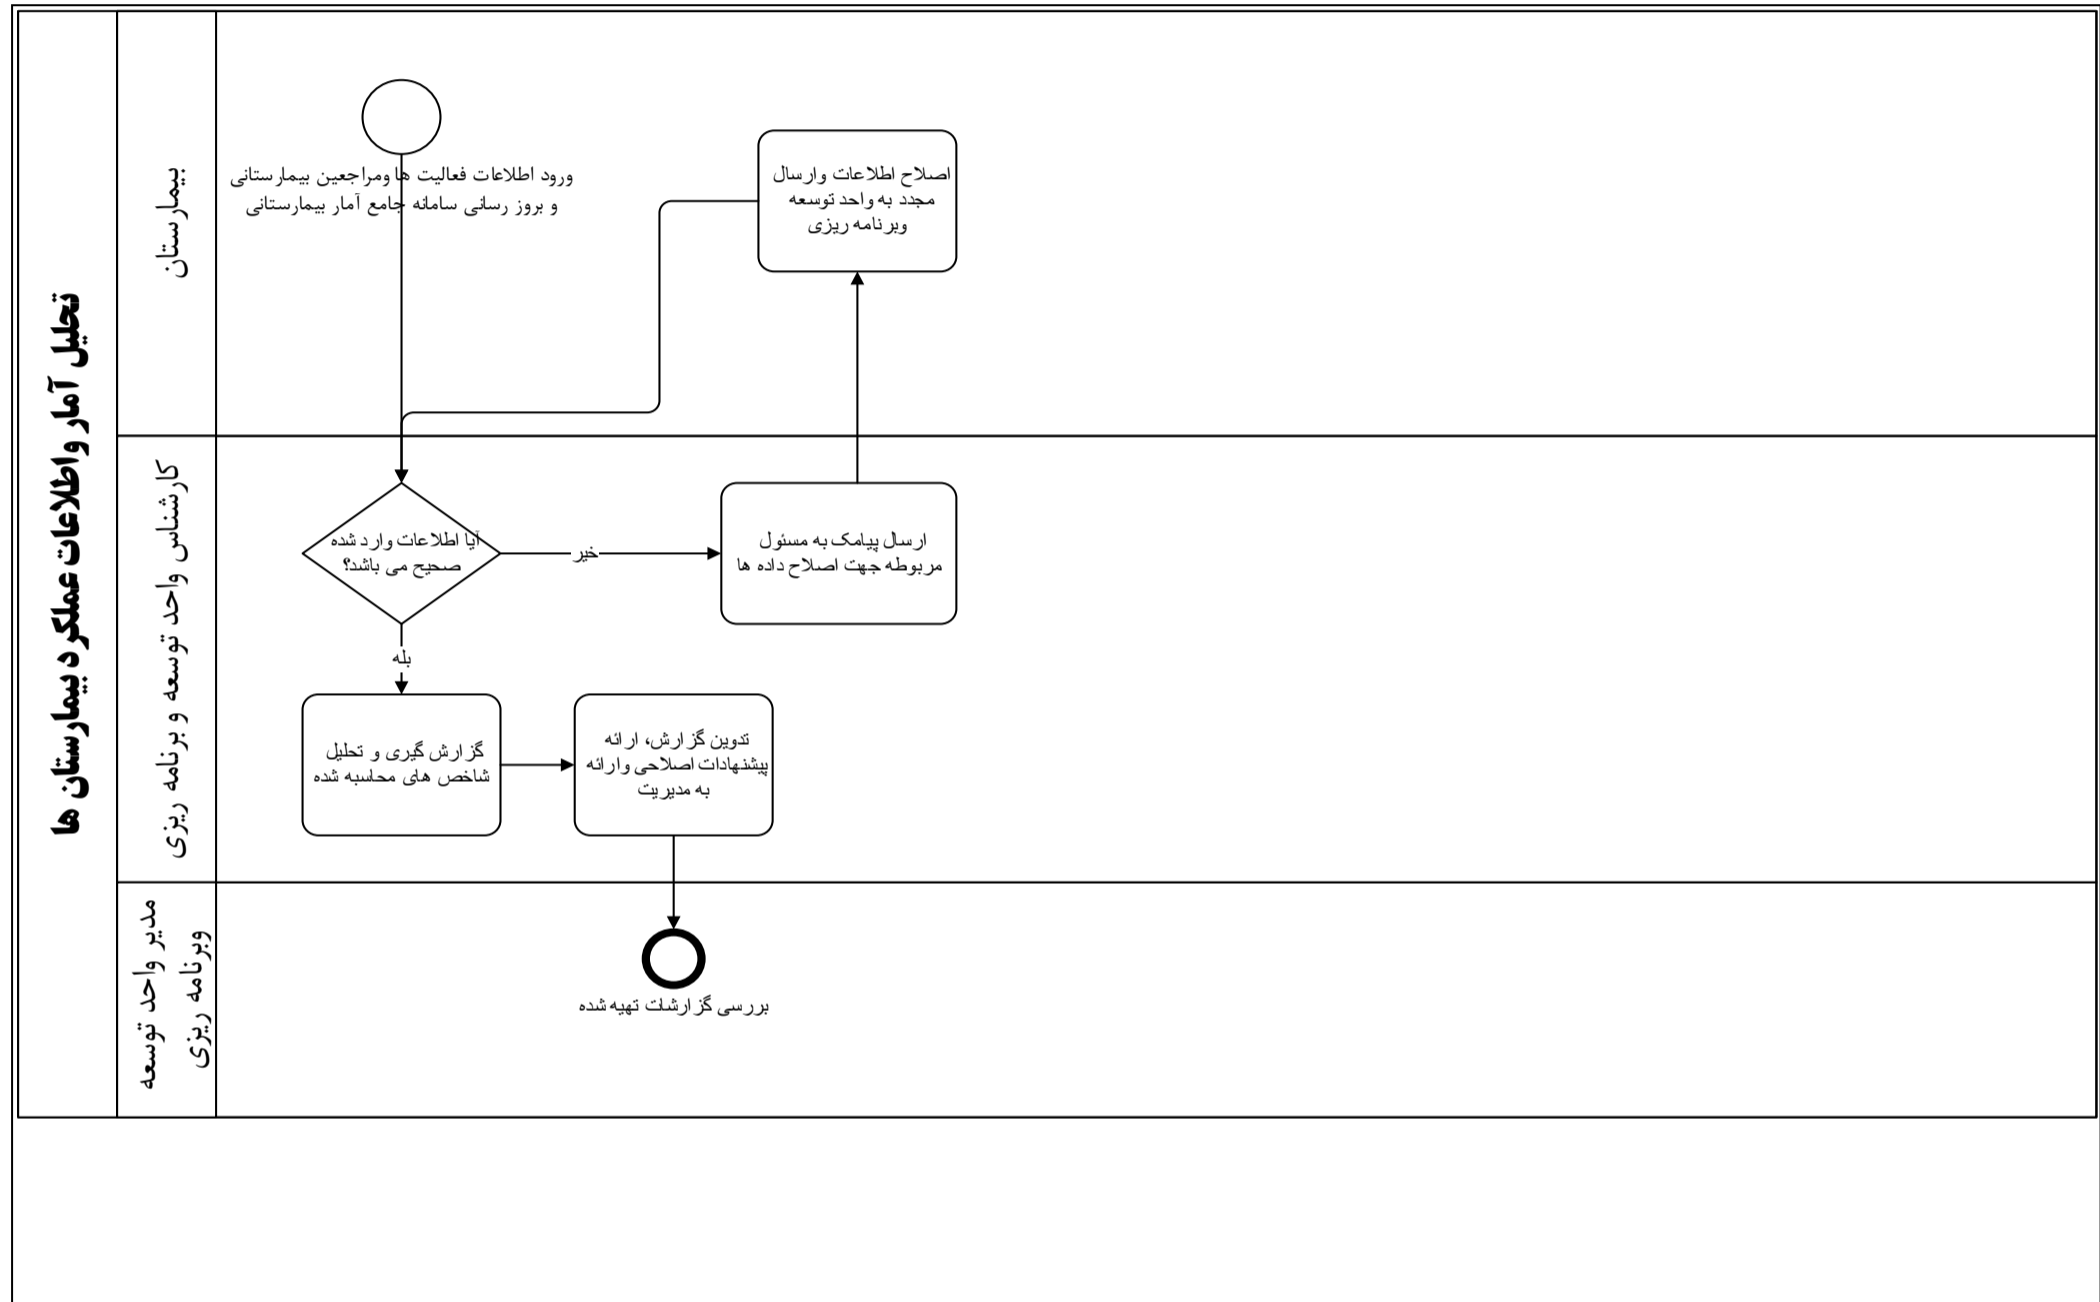 تحلیل آمار واطلاعات عملکرد بیمارستان ها
بیمارستان
ورود اطلاعات فعالیت ها ومراجعین بیمارستانی
و بروز رسانی سامانه جامع آمار بیمارستانی
اصلاح اطلاعات وارسال
مجدد به واحد توسعه
وبرنامه ریزی
کارشناس واحد توسعه و برنامه ریزی
آیا اطلاعات وارد شده
صحیح می باشد؟
خیر
ارسال پیامک به مسئول
مربوطه جهت اصلاح داده ها
بله
گزارش گیری و تحلیل
شاخص های محاسبه شده
تدوین گزارش، ارائه
پیشنهادات اصلاحی وارائه
به مدیریت
مدیر واحد توسعه
وبرنامه ریزی
بررسی گزارشات تهیه شده